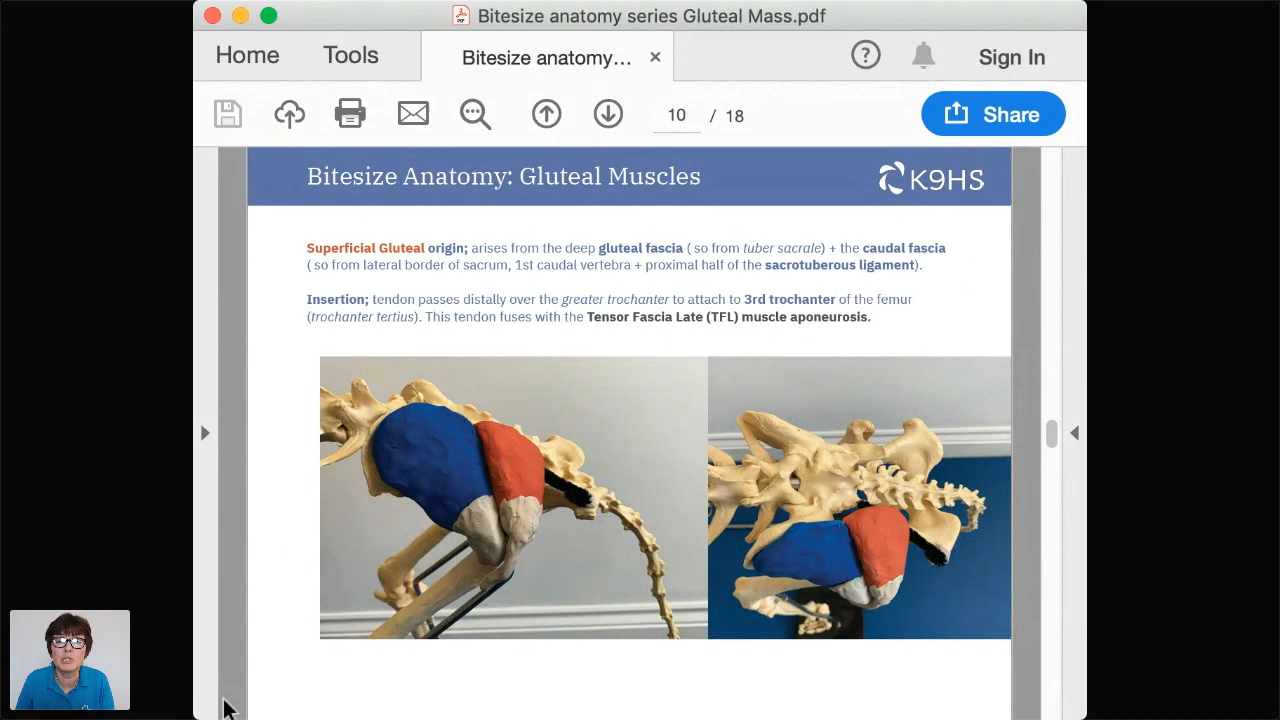 Bitesize anatomy series Gluteal Mass.pdf
Home Tools Bitesize anatomy... × ? Sign In
10 / 18 Share
Bitesize Anatomy: Gluteal Muscles K9HS
Superficial Gluteal origin; arises from the deep gluteal fascia ( so from tuber sacrale) + the caudal fascia
( so from lateral border of sacrum, 1st caudal vertebra + proximal half of the sacrotuberous ligament).
Insertion; tendon passes distally over the greater trochanter to attach to 3rd trochanter of the femur
(trochanter tertius). This tendon fuses with the Tensor Fascia Late (TFL) muscle aponeurosis.